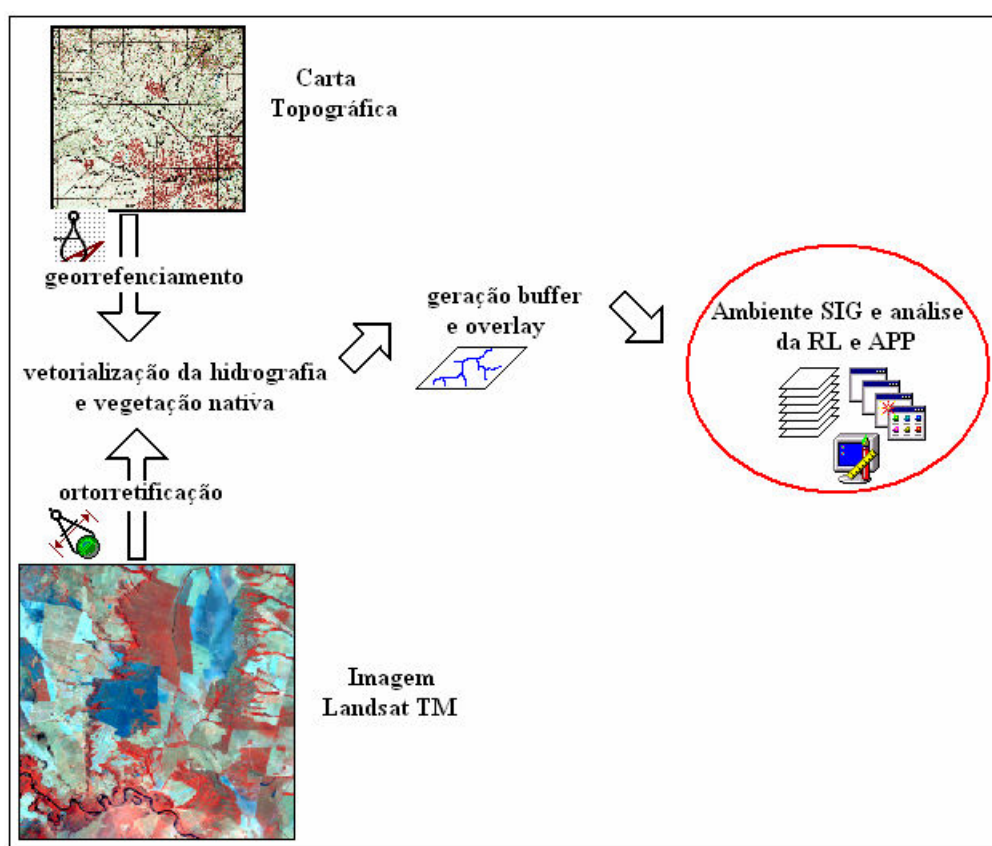 Carta
Topográfica
georrefenciamento
vetorialização da hidrografia
e vegetação nativa
ortorretificação
Imagem
Landsat TM
geração buffer
e overlay
Ambiente SIG e análise
da RL e APP